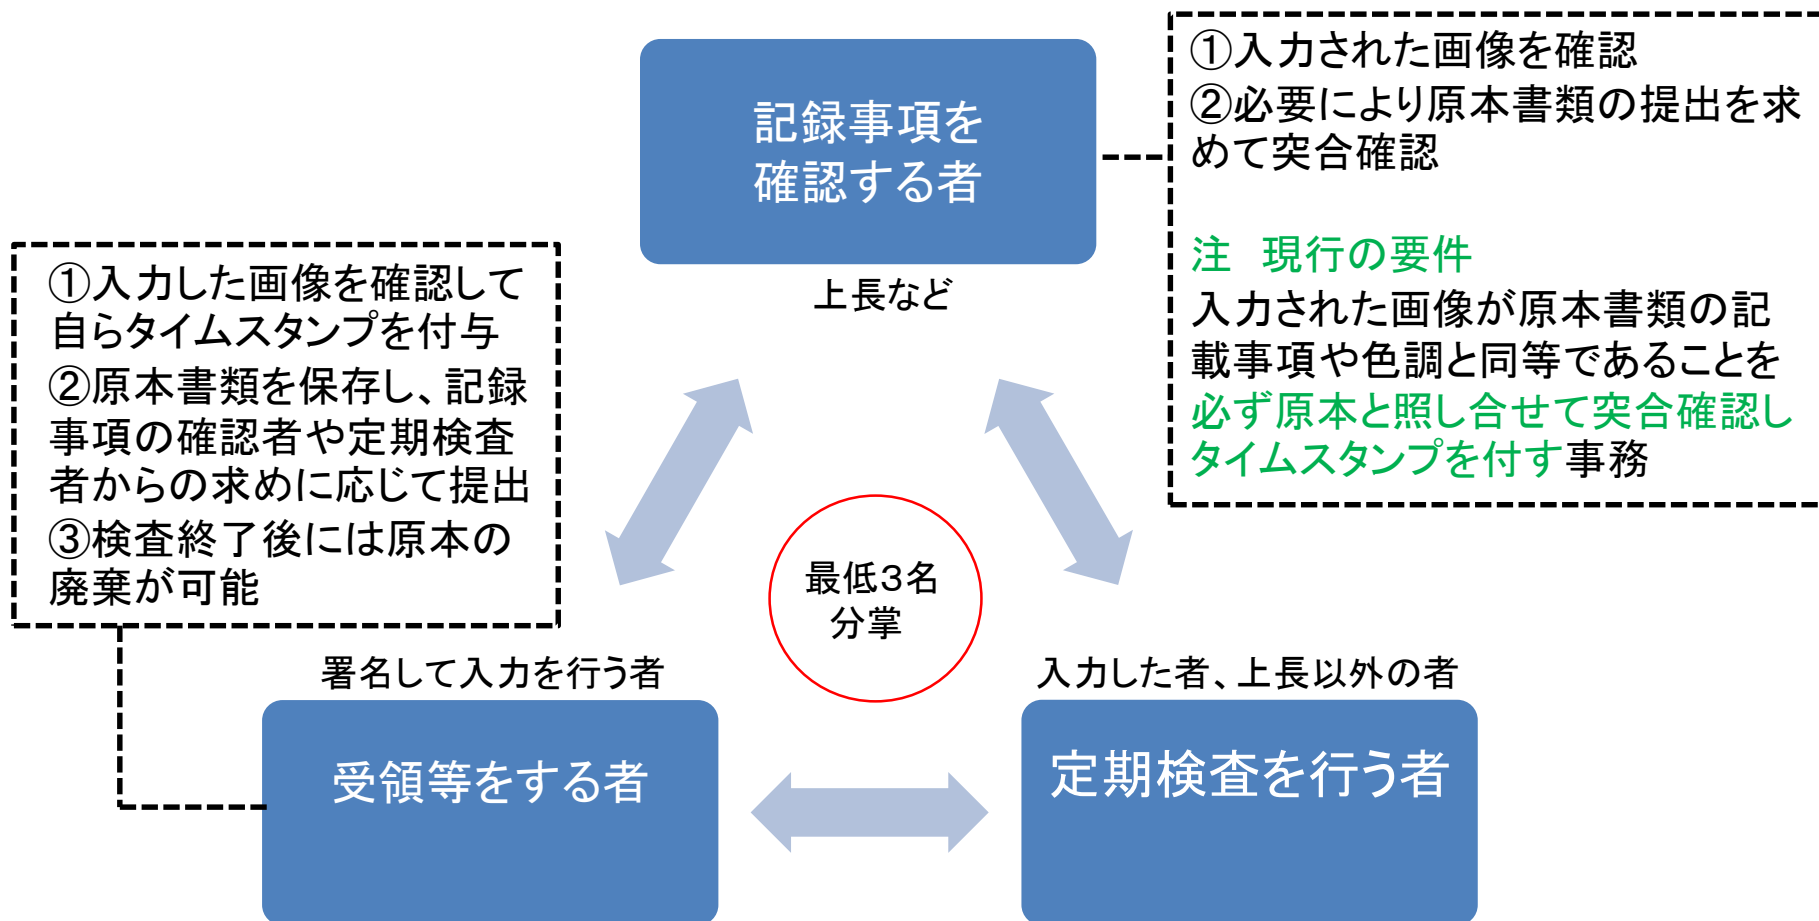 記録事項を
確認する者
上長など
①入力された画像を確認
②必要により原本書類の提出を求
めて突合確認
注　現行の要件
入力された画像が原本書類の記
載事項や色調と同等であることを
必ず原本と照し合せて突合確認し
タイムスタンプを付す事務
①入力した画像を確認して
自らタイムスタンプを付与
②原本書類を保存し、記録
事項の確認者や定期検査
者からの求めに応じて提出
③検査終了後には原本の
廃棄が可能
最低３名
分掌
署名して入力を行う者
受領等をする者
入力した者、上長以外の者
定期検査を行う者